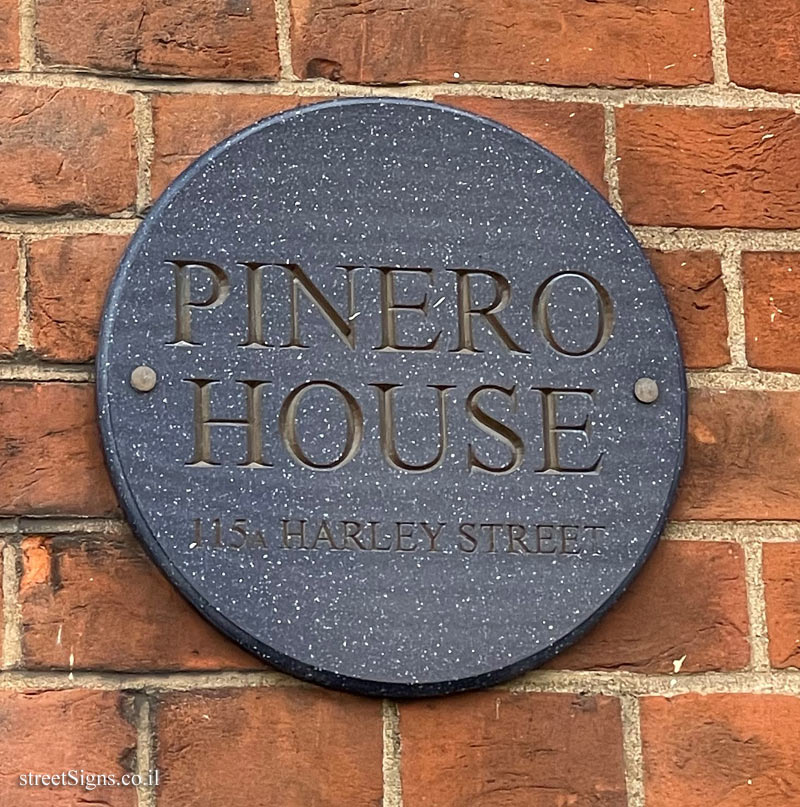 PINERO
HOUSE
115A HARLEY STREET
streetSigns.co.il